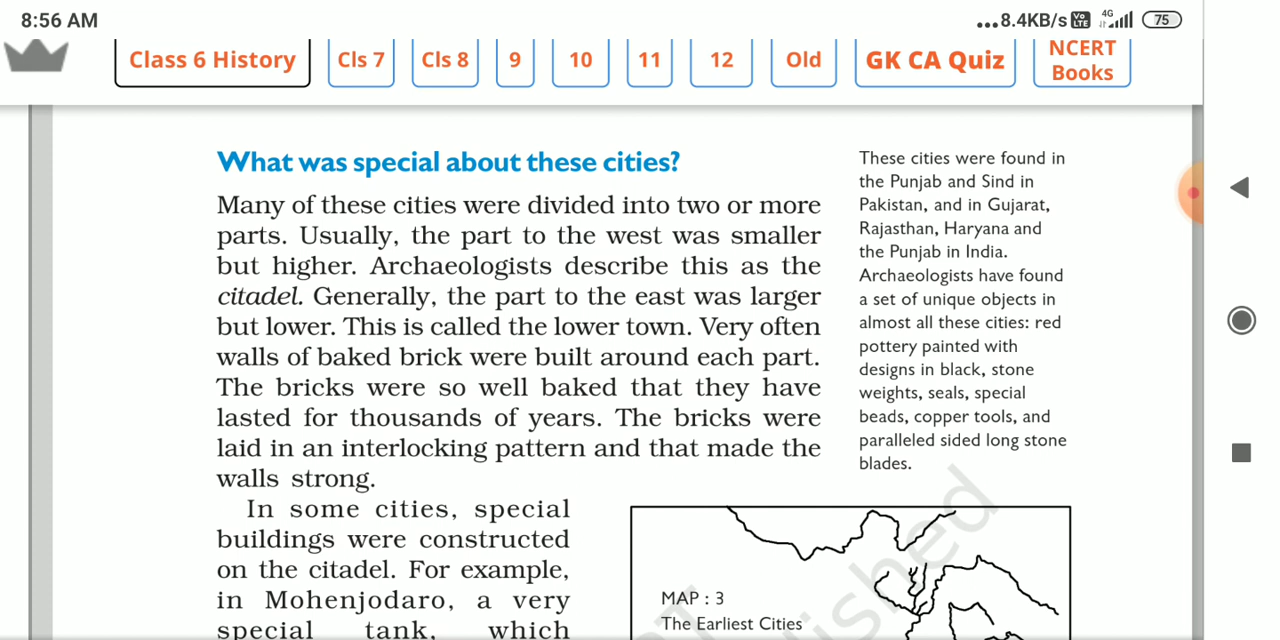 8:56 AM
...8.4KB/s Vo LTE 4G 75
Class 6 History
Cls 7
Cls 8
9
10
11
12
Old
GK CA Quiz
NCERT
Books
What was special about these cities?
Many of these cities were divided into two or more
parts. Usually, the part to the west was smaller
but higher. Archaeologists describe this as the
citadel. Generally, the part to the east was larger
but lower. This is called the lower town. Very often
walls of baked brick were built around each part.
The bricks were so well baked that they have
lasted for thousands of years. The bricks were
laid in an interlocking pattern and that made the
walls strong.
In some cities, special
buildings were constructed
on the citadel. For example,
in Mohenjodaro, a very
special tank, which
These cities were found in
the Punjab and Sind in
Pakistan, and in Gujarat,
Rajasthan, Haryana and
the Punjab in India.
Archaeologists have found
a set of unique objects in
almost all these cities: red
pottery painted with
designs in black, stone
weights, seals, special
beads, copper tools, and
paralleled sided long stone
blades.
MAP : 3
The Earliest Cities